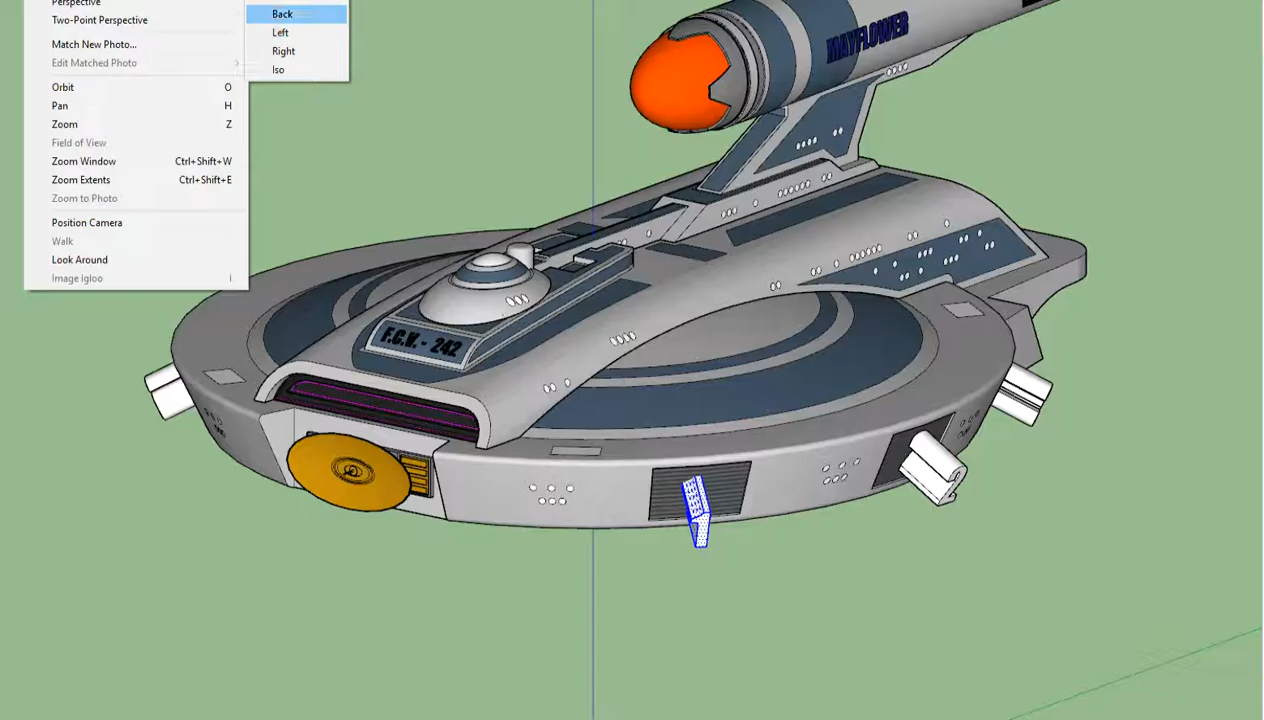 Perspective
Two-Point Perspective
Match New Photo...
Edit Matched Photo
Orbit O
Pan H
Zoom Z
Field of View
Zoom Window Ctrl+Shift+W
Zoom Extents Ctrl+Shift+E
Zoom to Photo
Position Camera
Walk
Look Around
Image Igloo I
Back
Left
Right
Iso
MAYFLOWER
F.C.V. - 242